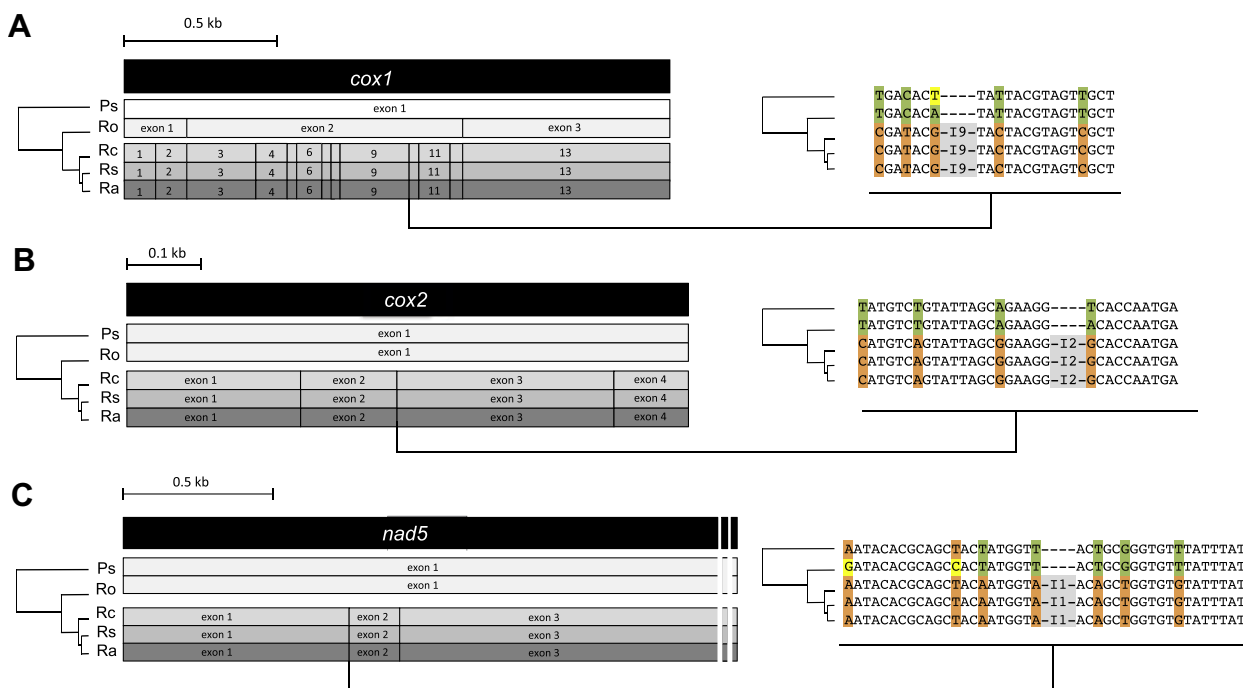 A
0.5 kb
cox1
Ps
exon 1
Ro
exon 1 exon 2 exon 3
Rc
1 2 3 4 6 9 11 13
Rs
1 2 3 4 6 9 11 13
Ra
1 2 3 4 6 9 11 13
TGACACT----TATTACGTAGTTGCT
TGACACA----TATTACGTAGTTGCT
CGATACG-I9-TACTACGTAGTCGCT
CGATACG-I9-TACTACGTAGTCGCT
CGATACG-I9-TACTACGTAGTCGCT
B
0.1 kb
cox2
Ps
exon 1
Ro
exon 1
Rc
exon 1 exon 2 exon 3 exon 4
Rs
exon 1 exon 2 exon 3 exon 4
Ra
exon 1 exon 2 exon 3 exon 4
TATGTCTGTATTAGCAGAAGG----TCACCAATGA
TATGTCTGTATTAGCAGAAGG----ACACCAATGA
CATGTCAGTATTAGCGGAAGG-I2-GCACCAATGA
CATGTCAGTATTAGCGGAAGG-I2-GCACCAATGA
CATGTCAGTATTAGCGGAAGG-I2-GCACCAATGA
C
0.5 kb
nad5
Ps
exon 1
Ro
exon 1
Rc
exon 1 exon 2 exon 3
Rs
exon 1 exon 2 exon 3
Ra
exon 1 exon 2 exon 3
AATACACGCAGCTACTATGGTT----ACTGCGGGTGTTTATTTAT
GATACACGCAGCCACTATGGTT----ACTGCGGGTGTTTATTTAT
AATACACGCAGCTACAATGGTA-I1-ACAGCTGGTGTGTATTTAT
AATACACGCAGCTACAATGGTA-I1-ACAGCTGGTGTGTATTTAT
AATACACGCAGCTACAATGGTA-I1-ACAGCTGGTGTGTATTTAT